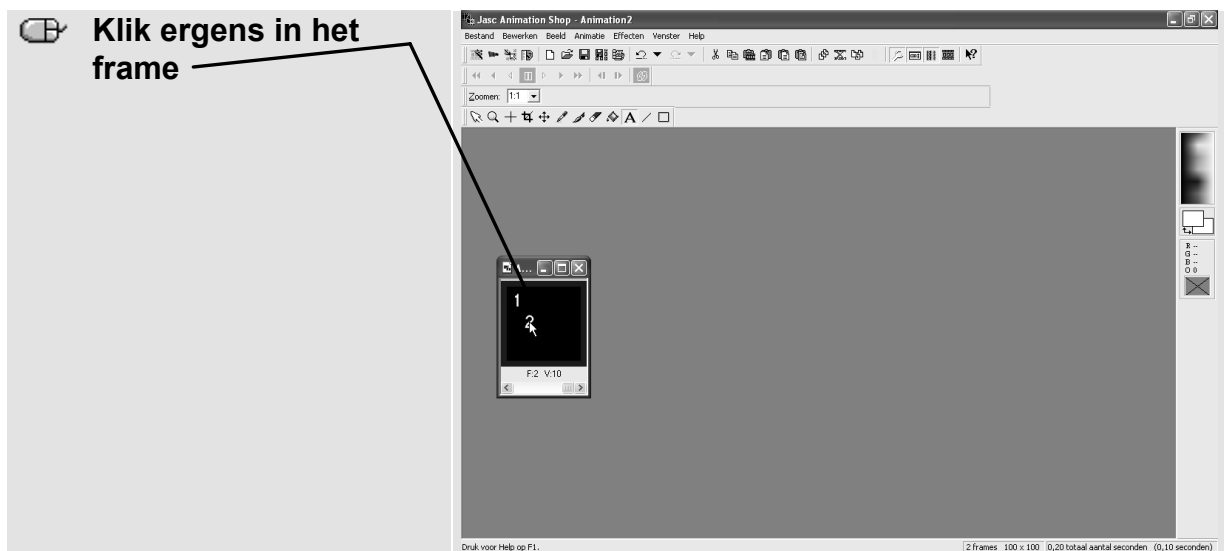 Klik ergens in het
frame
Jasc Animation Shop - Animation2
Bestand Bewerken Beeld Animatie Effecten Venster Help
Zoomen: 1:1
A
R --
G --
B --
O 0
1
2
F:2 V:10
Druk voor Help op F1.
2 frames 100 x 100 0,20 totaal aantal seconden (0,10 seconden)